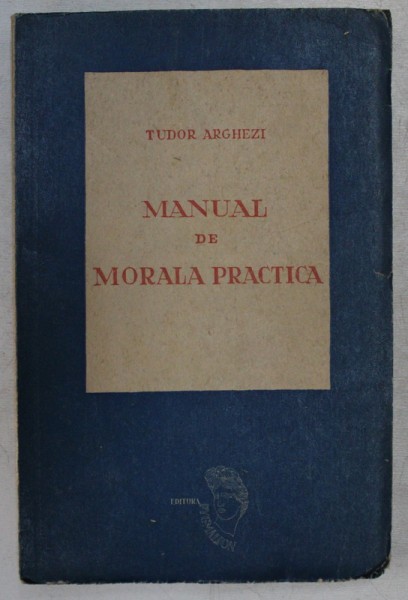 TUDOR ARGHEZI
MANUAL
DE
MORALA PRACTICA
EDITURA